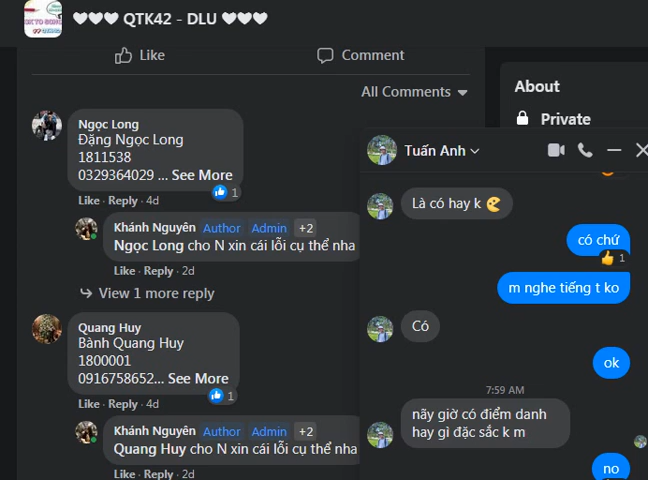 🤍🤍🤍 QTK42 - DLU 🤍🤍🤍
Like
Comment
All Comments
Ngọc Long
Đặng Ngọc Long
1811538
0329364029 ... See More
1
Like · Reply · 4d
Khánh Nguyên Author Admin +2
Ngọc Long cho N xin cái lỗi cụ thể nha
Like · Reply · 2d
View 1 more reply
Quang Huy
Bành Quang Huy
1800001
0916758652... See More
1
Like · Reply · 4d
Khánh Nguyên Author Admin +2
Quang Huy cho N xin cái lỗi cụ thể nha
Like · Reply · 2d
About
Private
Tuấn Anh
Là có hay k
có chứ
1
m nghe tiếng t ko
Có
ok
7:59 AM
nãy giờ có điểm danh
hay gì đặc sắc k m
no